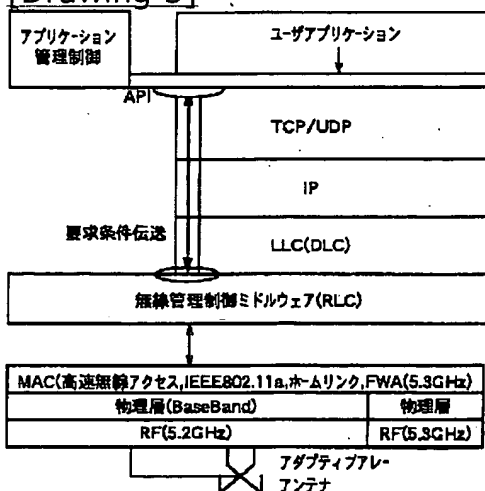 [Drawing 3]
アプリケーション
管理制御
ユーザアプリケーション
API
TCP/UDP
IP
要求条件伝送
LLC(DLC)
無線管理制御ミドルウェア(RLC)
MAC(高速無線アクセス,IEEE802.11a,ホームリンク,FWA(5.3GHz)
物理層(BaseBand)
物理層
RF(5.2GHz)
RF(5.3GHz)
アダプティブアレー
アンテナ